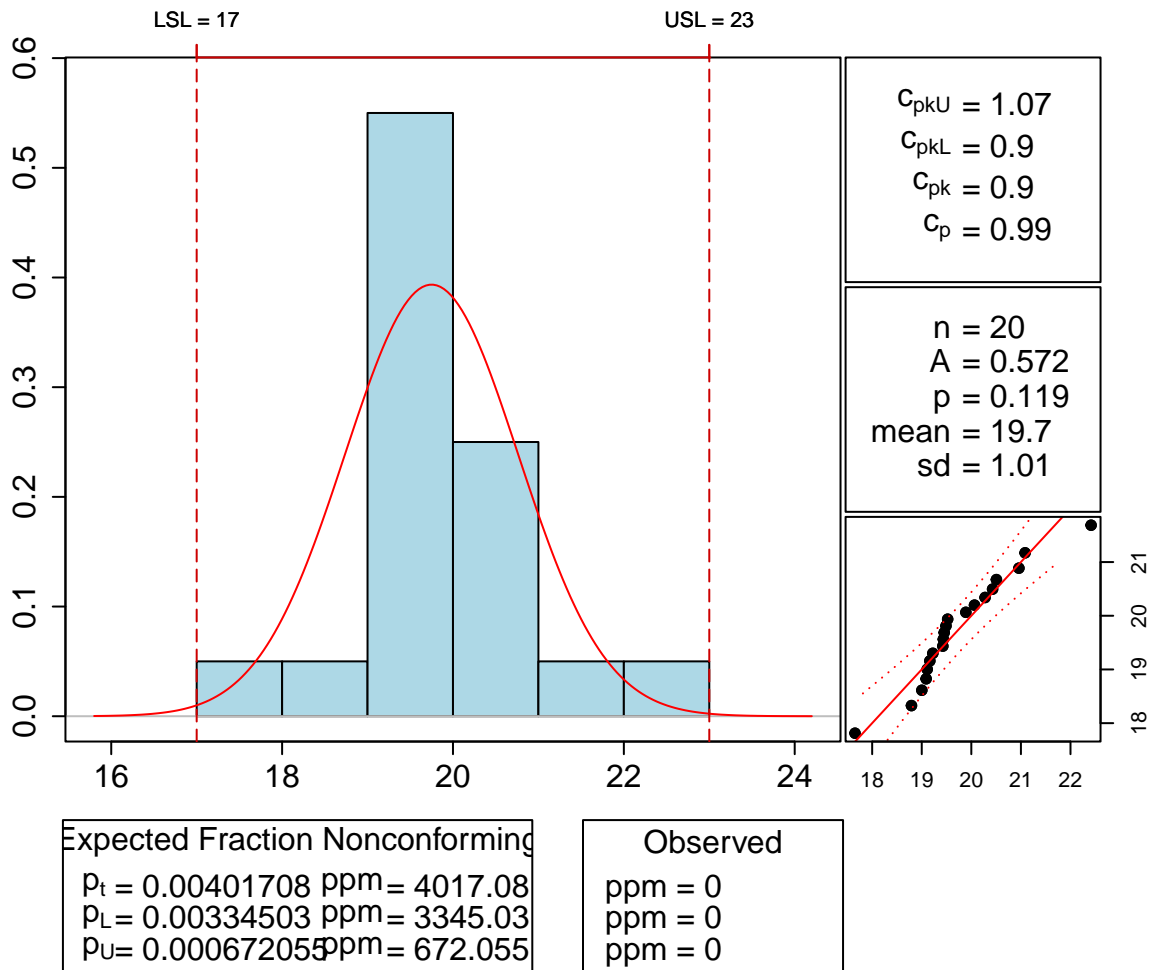 LSL = 17 USL = 23
0.6
0.5
0.4
0.3
0.2
0.1
0.0
16 18 20 22 24
cpkU = 1.07
cpkL = 0.9
cpk = 0.9
cp = 0.99
n = 20
A = 0.572
p = 0.119
mean = 19.7
sd = 1.01
21
20
19
18
18 19 20 21 22
Expected Fraction Nonconforming
pt = 0.00401708 ppm = 4017.08
pL = 0.00334503 ppm = 3345.03
pU = 0.000672055 ppm = 672.055
Observed
ppm = 0
ppm = 0
ppm = 0